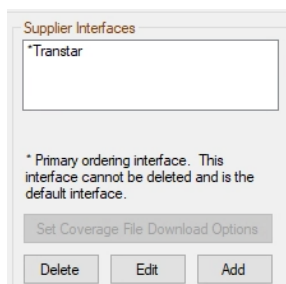 Supplier Interfaces
*Transtar
* Primary ordering interface. This
interface cannot be deleted and is the
default interface.
Set Coverage File Download Options
Delete Edit Add